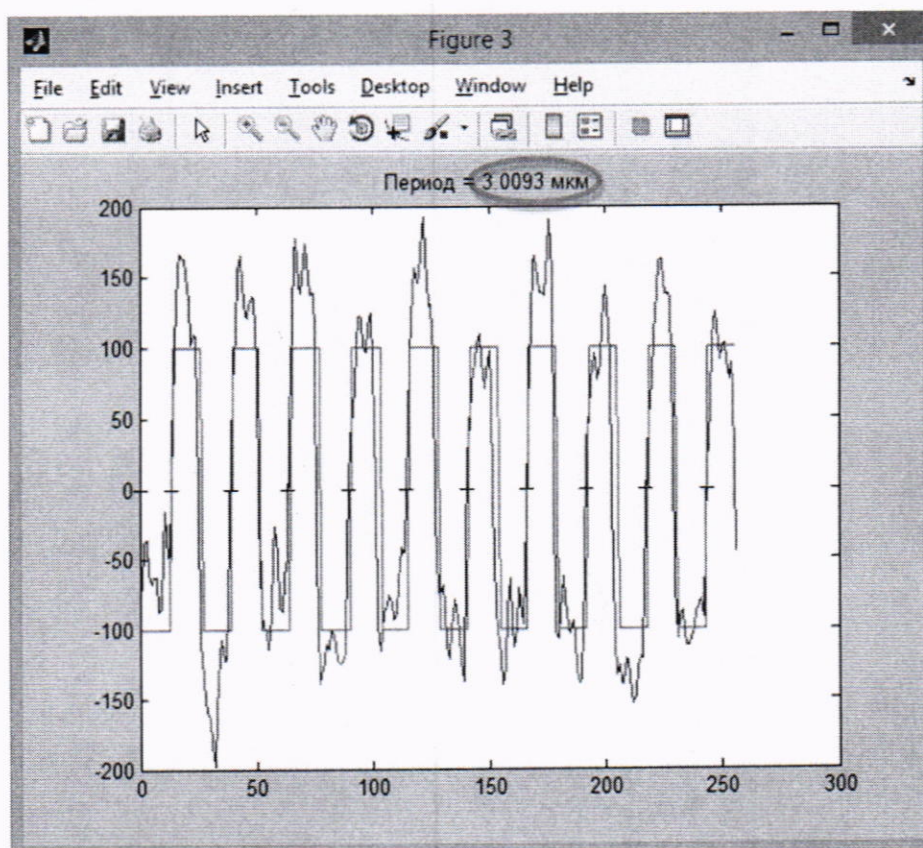 Figure 3
File Edit View Insert Tools Desktop Window Help
Период = 3.0093 мкм
200
150
100
50
0
-50
-100
-150
-200
0 50 100 150 200 250 300